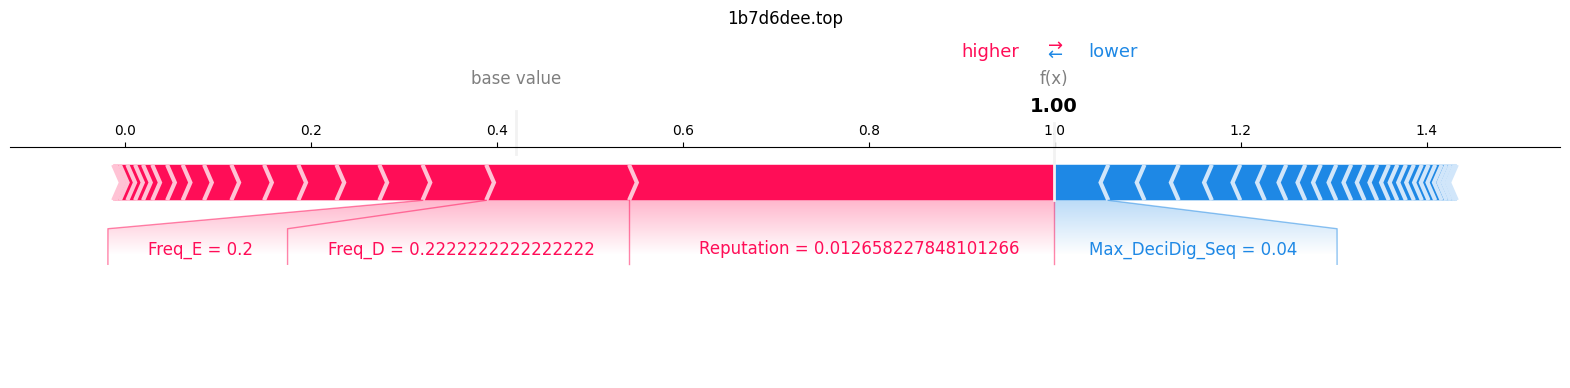 1b7d6dee.top
higher ⇄ lower
base value f(x)
1.00
0.0 0.2 0.4 0.6 0.8 1.0 1.2 1.4
Freq_E = 0.2 Freq_D = 0.2222222222222222 Reputation = 0.012658227848101266 Max_DeciDig_Seq = 0.04